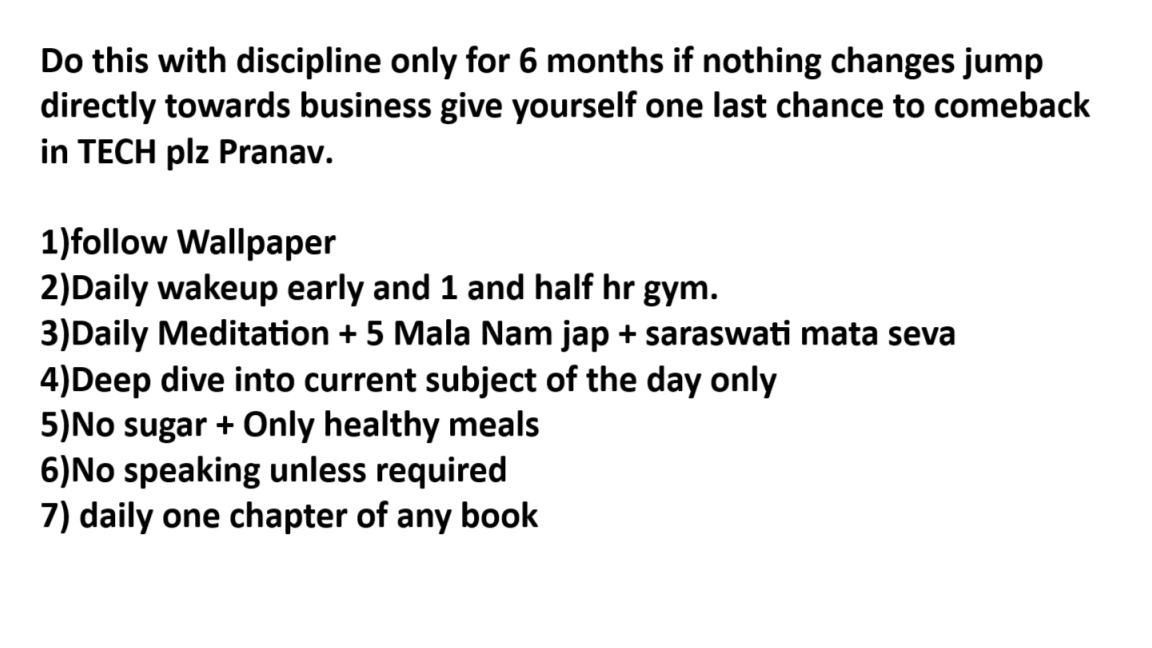 Do this with discipline only for 6 months if nothing changes jump
directly towards business give yourself one last chance to comeback
in TECH plz Pranav.
1)follow Wallpaper
2)Daily wakeup early and 1 and half hr gym.
3)Daily Meditation + 5 Mala Nam jap + saraswati mata seva
4)Deep dive into current subject of the day only
5)No sugar + Only healthy meals
6)No speaking unless required
7) daily one chapter of any book